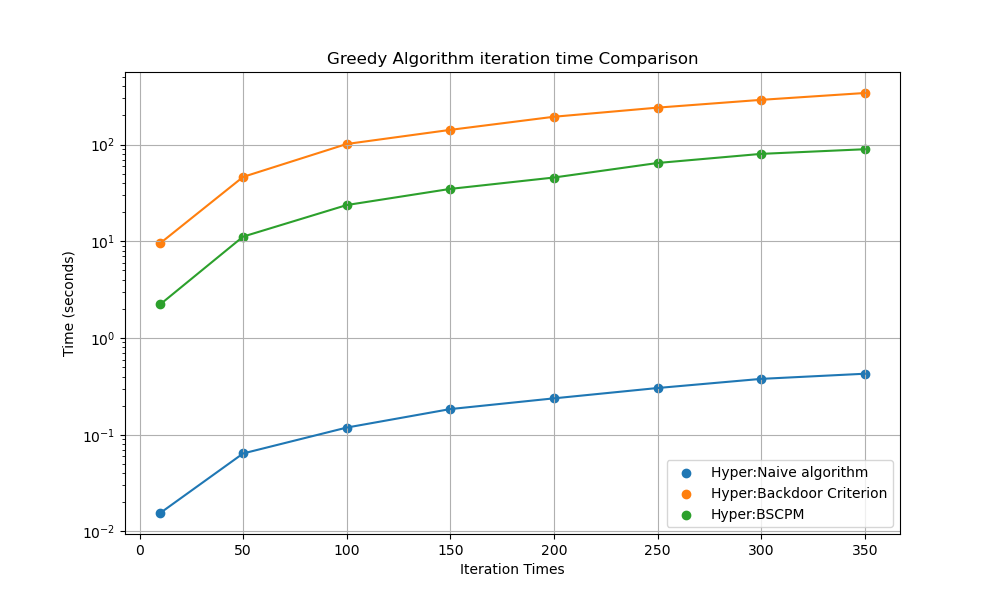 Greedy Algorithm iteration time Comparison
Time (seconds)
10²
10¹
10⁰
10⁻¹
10⁻²
0 50 100 150 200 250 300 350
Iteration Times
Hyper:Naive algorithm
Hyper:Backdoor Criterion
Hyper:BSCPM